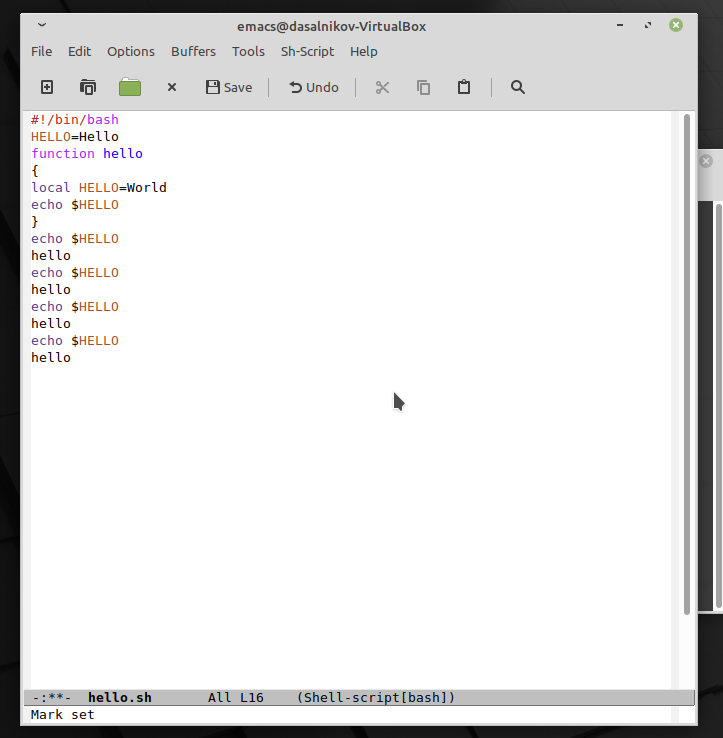 emacs@dasalnikov-VirtualBox
File Edit Options Buffers Tools Sh-Script Help
Save Undo
#!/bin/bash
HELLO=Hello
function hello
{
local HELLO=World
echo $HELLO
}
echo $HELLO
hello
echo $HELLO
hello
echo $HELLO
hello
echo $HELLO
hello
-:**- hello.sh All L16 (Shell-script[bash])
Mark set